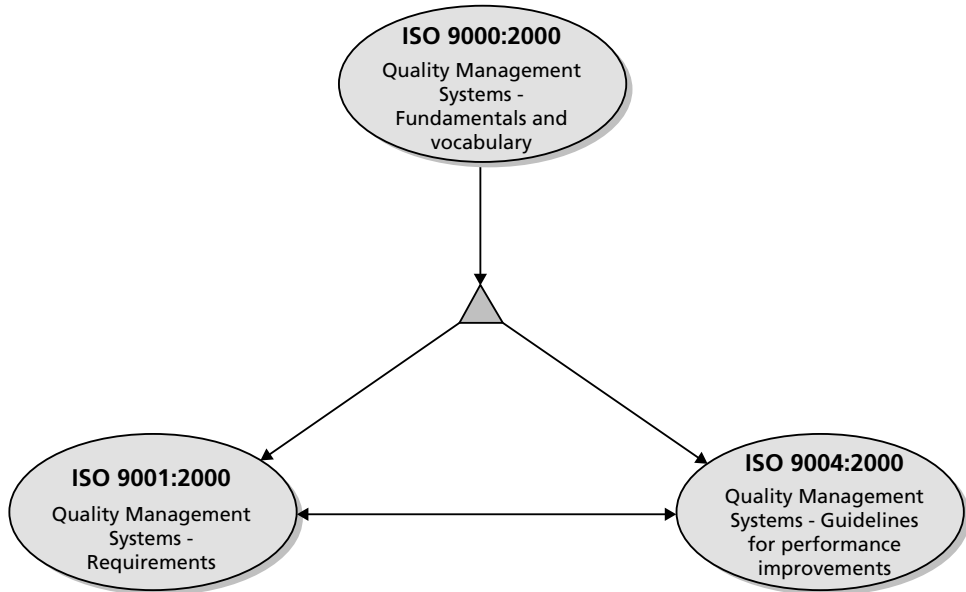 ISO 9000:2000
Quality Management
Systems -
Fundamentals and
vocabulary
ISO 9001:2000
Quality Management
Systems -
Requirements
ISO 9004:2000
Quality Management
Systems - Guidelines
for performance
improvements